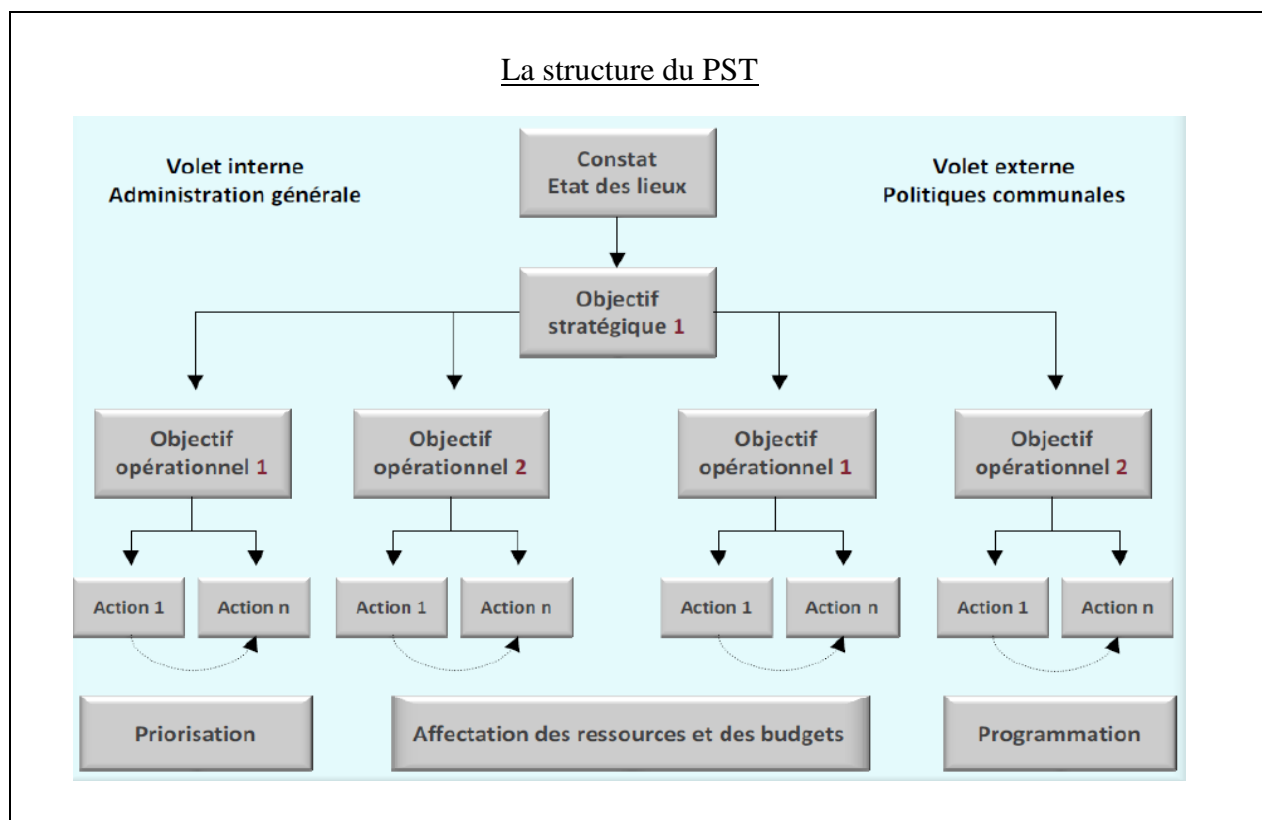 La structure du PST
Volet interne
Administration générale
Constat
Etat des lieux
Volet externe
Politiques communales
Objectif
stratégique 1
Objectif
opérationnel 1
Objectif
opérationnel 2
Objectif
opérationnel 1
Objectif
opérationnel 2
Action 1
Action n
Action 1
Action n
Action 1
Action n
Action 1
Action n
Priorisation
Affectation des ressources et des budgets
Programmation